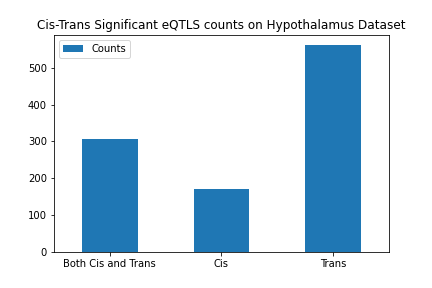 Cis-Trans Significant eQTLS counts on Hypothalamus Dataset
Counts
500
400
300
200
100
0
Both Cis and Trans
Cis
Trans